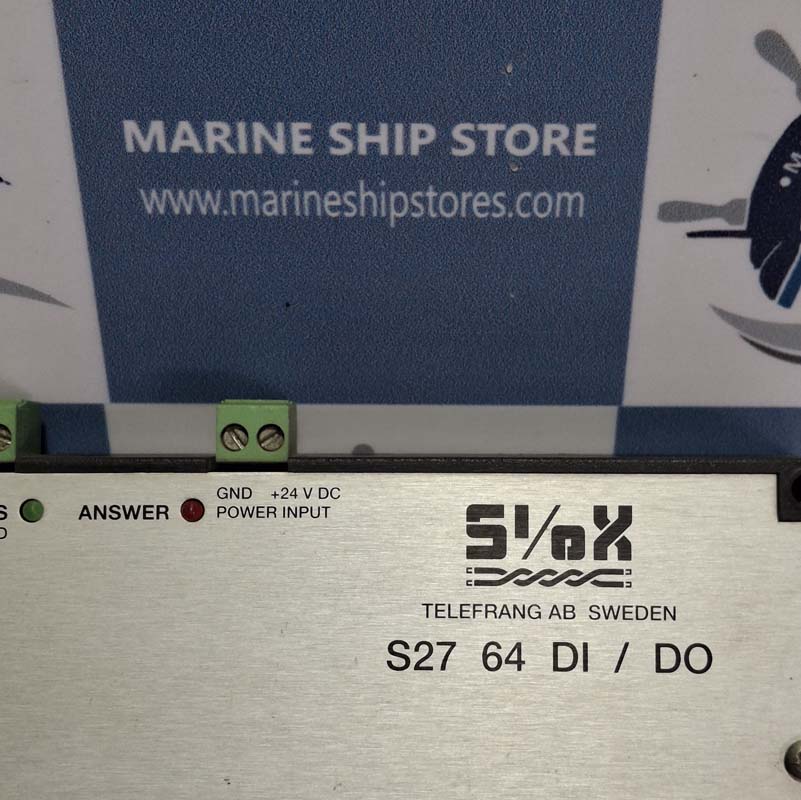 MARINE SHIP STORE
www.marineshipstores.com
GND +24 V DC
ANSWER POWER INPUT
SI/OX
TELEFRANG AB SWEDEN
S27 64 DI / DO